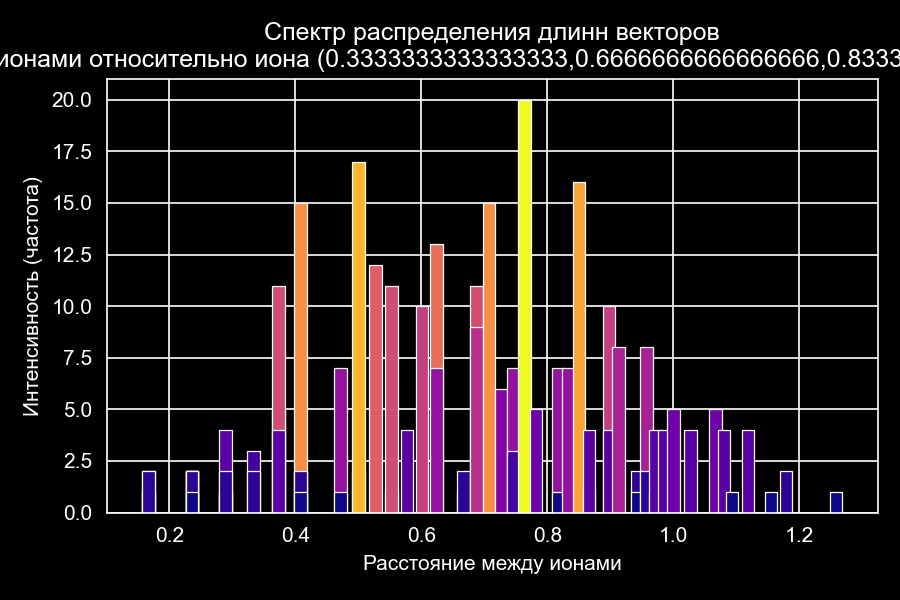 Спектр распределения длинн векторов
ионами относительно иона (0.3333333333333333,0.6666666666666666,0.8333
Интенсивность (частота)
20.0
17.5
15.0
12.5
10.0
7.5
5.0
2.5
0.0
0.2 0.4 0.6 0.8 1.0 1.2
Расстояние между ионами